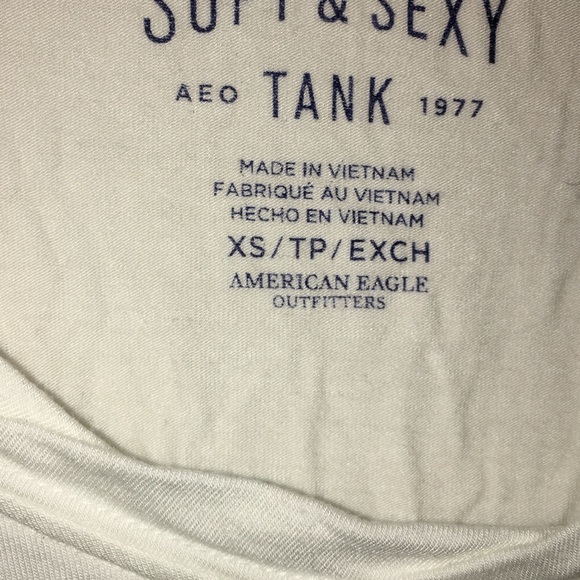 SOFT & SEXY
AEO TANK 1977
MADE IN VIETNAM
FABRIQUÉ AU VIETNAM
HECHO EN VIETNAM
XS/TP/EXCH
AMERICAN EAGLE
OUTFITTERS